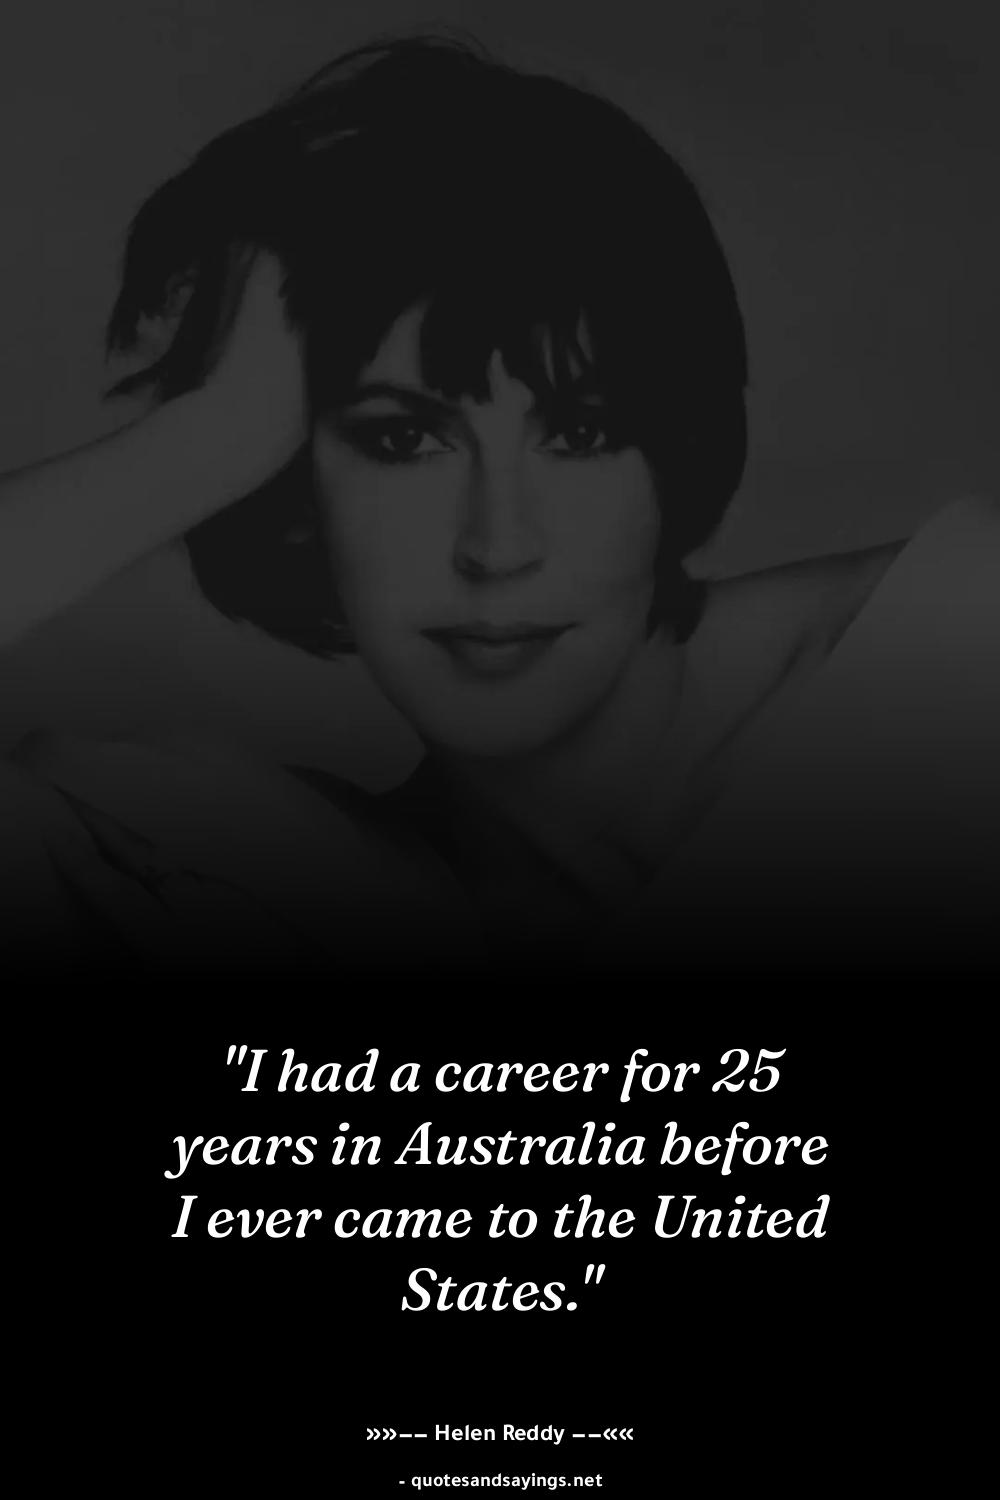 "I had a career for 25
years in Australia before
I ever came to the United
States."
»»–– Helen Reddy ––««
- quotesandsayings.net